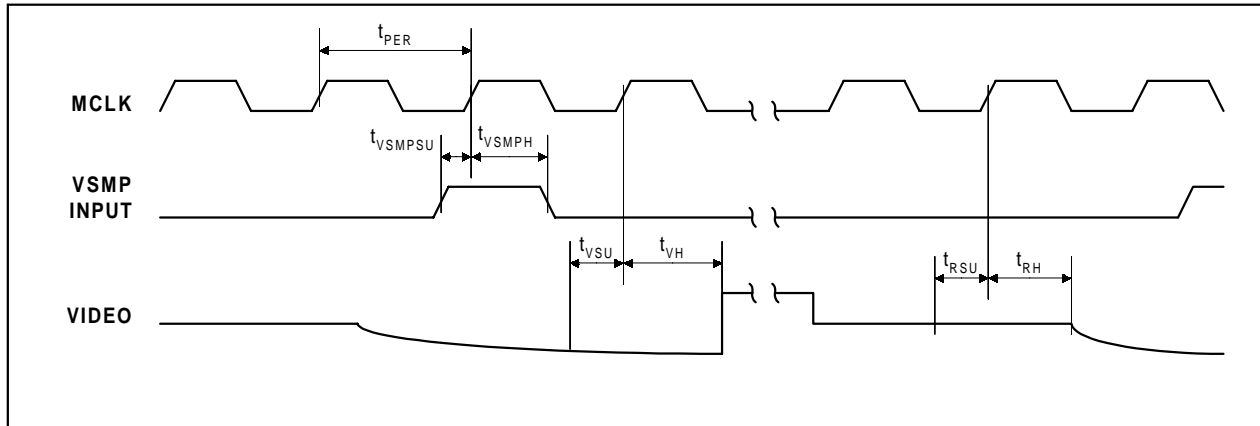 tPER
MCLK
tVSMPSU tVSMPH
VSMP
INPUT
tVSU tVH
tRSU tRH
VIDEO